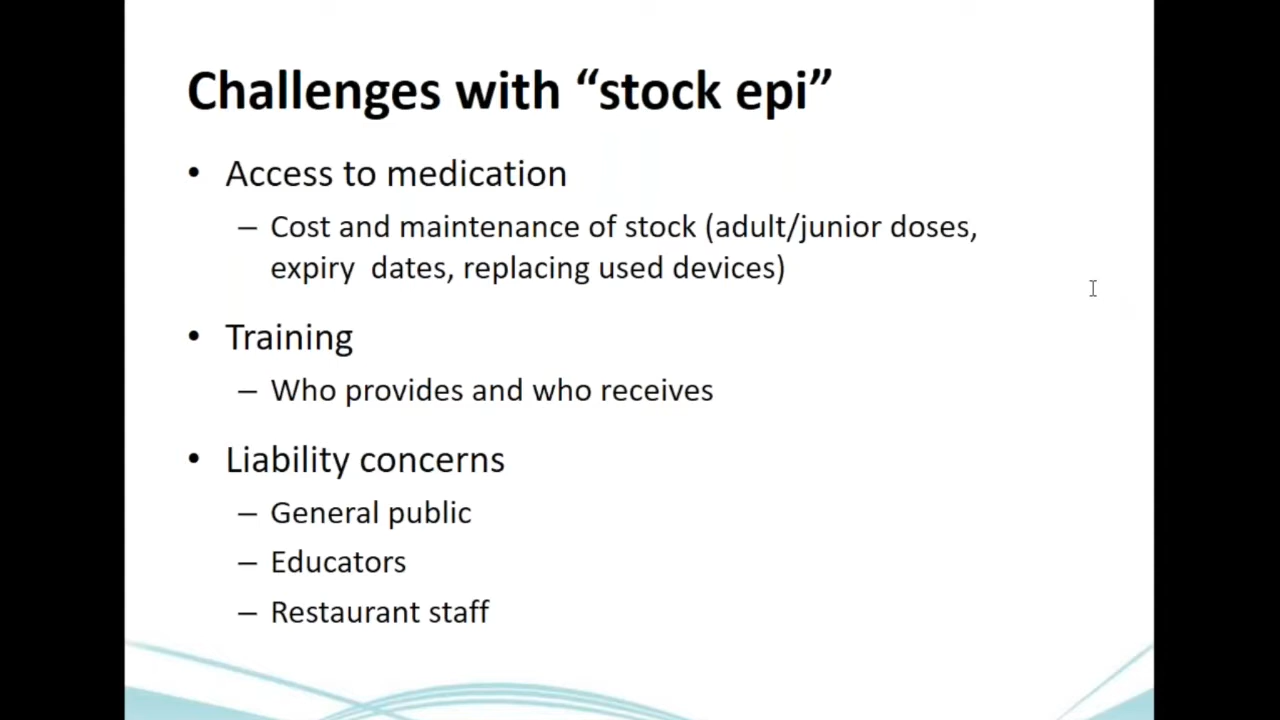 Challenges with “stock epi”
• Access to medication
– Cost and maintenance of stock (adult/junior doses,
expiry  dates, replacing used devices)
• Training
– Who provides and who receives
• Liability concerns
– General public
– Educators
– Restaurant staff